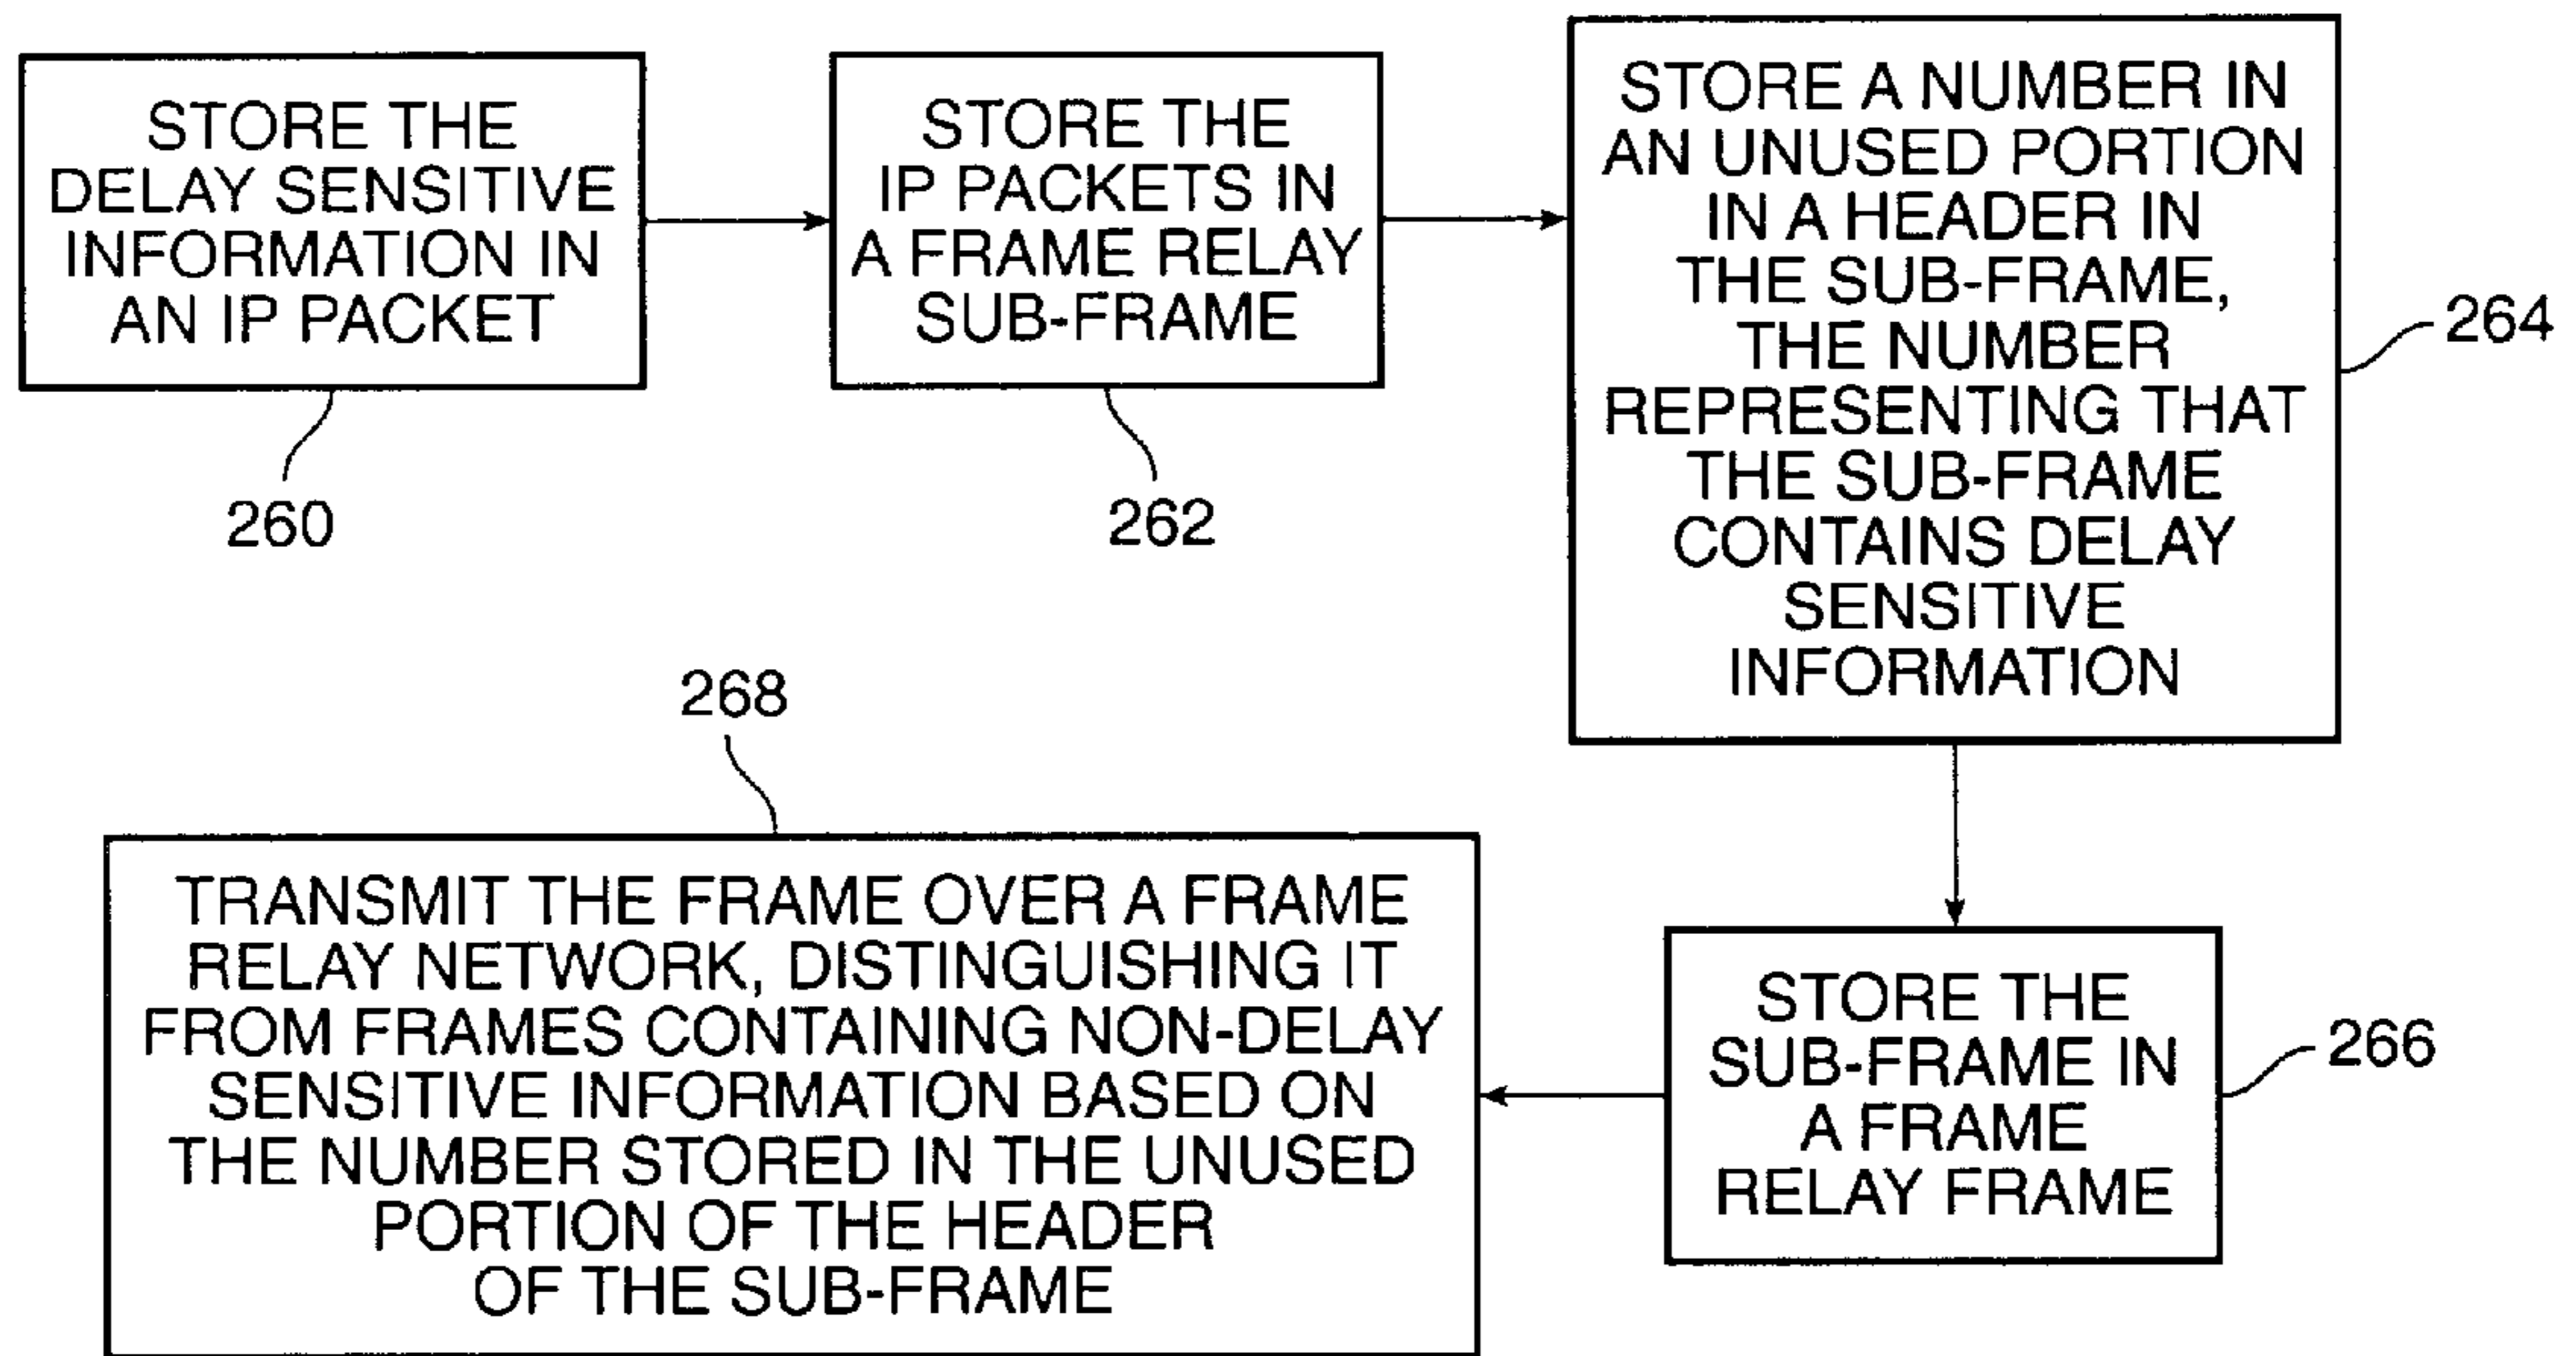 STORE THE
DELAY SENSITIVE
INFORMATION IN
AN IP PACKET
260
STORE THE
IP PACKETS IN
A FRAME RELAY
SUB-FRAME
262
STORE A NUMBER IN
AN UNUSED PORTION
IN A HEADER IN
THE SUB-FRAME,
THE NUMBER
REPRESENTING THAT
THE SUB-FRAME
CONTAINS DELAY
SENSITIVE
INFORMATION
264
STORE THE
SUB-FRAME IN
A FRAME
RELAY FRAME
266
268
TRANSMIT THE FRAME OVER A FRAME
RELAY NETWORK, DISTINGUISHING IT
FROM FRAMES CONTAINING NON-DELAY
SENSITIVE INFORMATION BASED ON
THE NUMBER STORED IN THE UNUSED
PORTION OF THE HEADER
OF THE SUB-FRAME